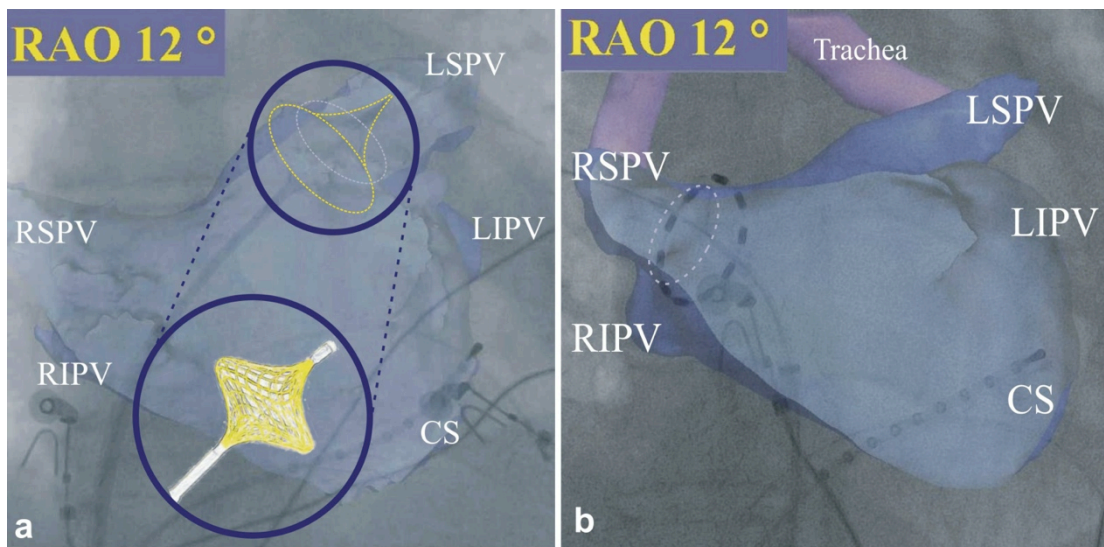 RAO 12 °
LSPV
RSPV
LIPV
RIPV
CS
a
RAO 12 °
Trachea
LSPV
RSPV
LIPV
RIPV
CS
b